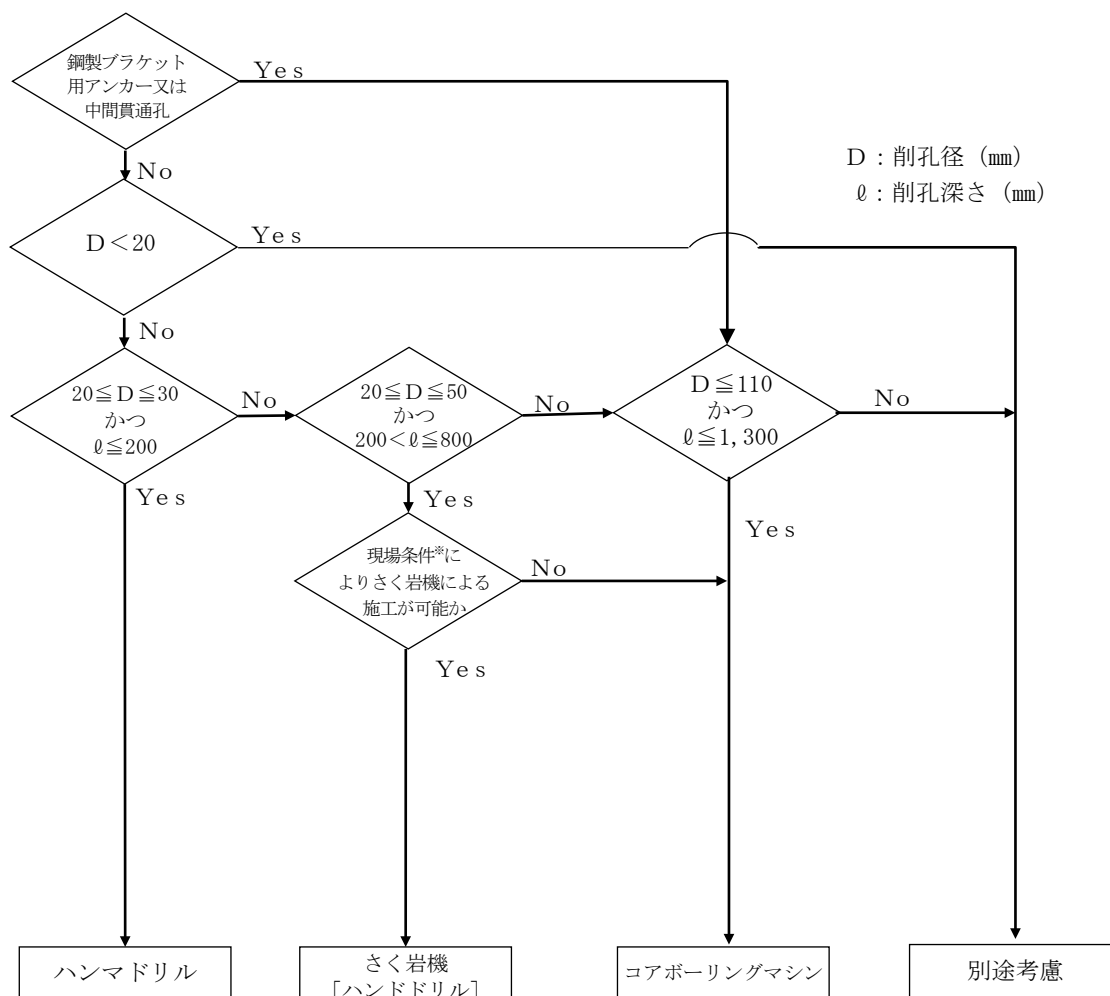 鋼製ブラケット
用アンカー又は
中間貫通孔
Yes
No
D：削孔径（㎜）
ℓ：削孔深さ（㎜）
D＜20
Yes
No
20≦D≦30
かつ
ℓ≦200
No
Yes
20≦D≦50
かつ
200＜ℓ≦800
No
Yes
D≦110
かつ
ℓ≦1,300
No
Yes
現場条件※に
よりさく岩機による
施工が可能か
No
Yes
ハンマドリル
さく岩機
［ハンドドリル］
コアボーリングマシン
別途考慮